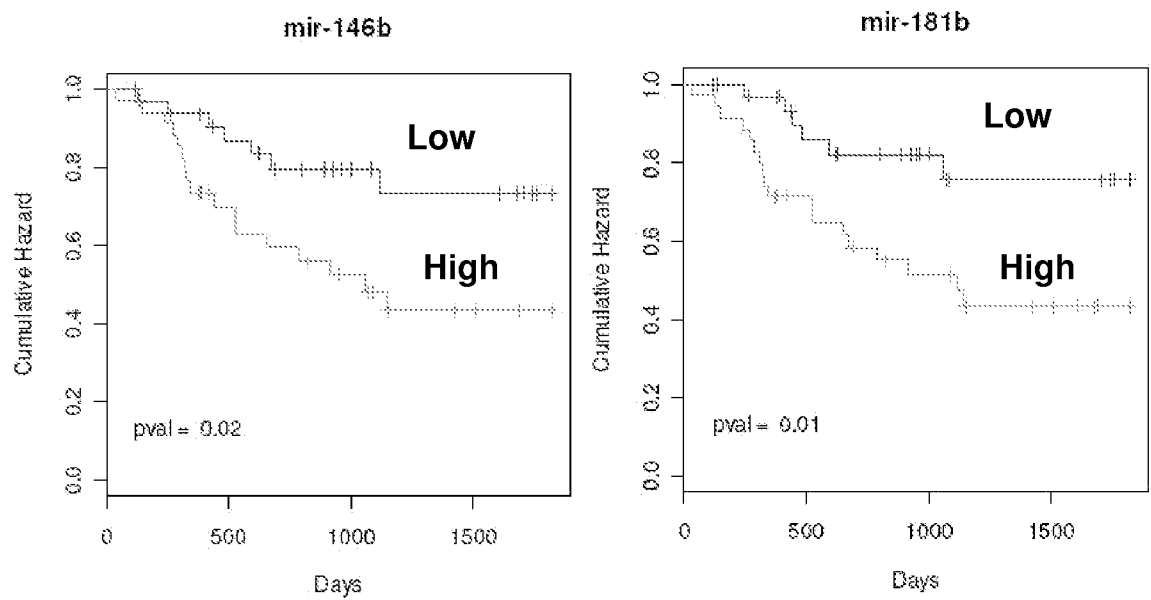 mir-146b
Cumulative Hazard
1.0
0.8
0.6
0.4
0.2
0.0
Low
High
pval = 0.02
0 500 1000 1500
Days
mir-181b
Cumulative Hazard
1.0
0.8
0.6
0.4
0.2
0.0
Low
High
pval = 0.01
0 500 1000 1500
Days